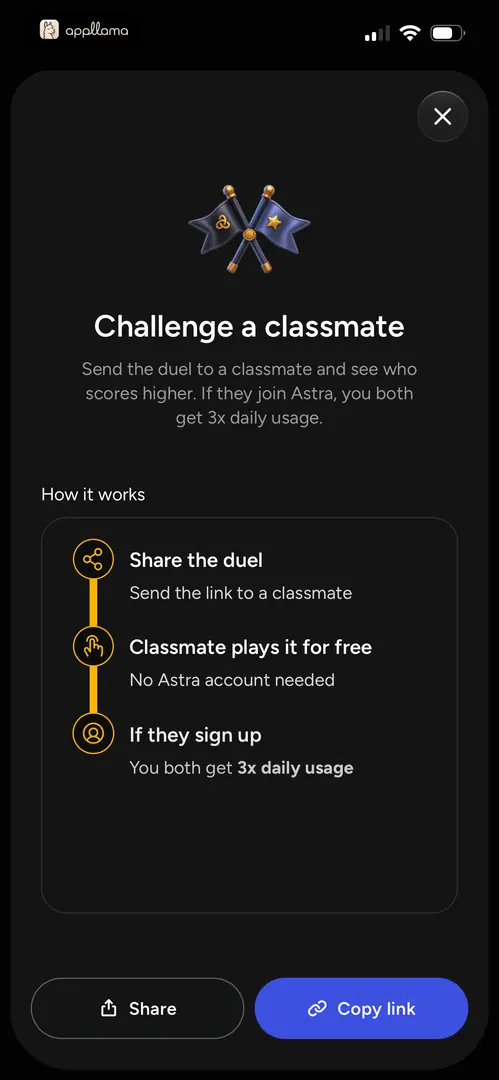 appllama
Challenge a classmate
Send the duel to a classmate and see who
scores higher. If they join Astra, you both
get 3x daily usage.
How it works
Share the duel
Send the link to a classmate
Classmate plays it for free
No Astra account needed
If they sign up
You both get 3x daily usage
Share
Copy link